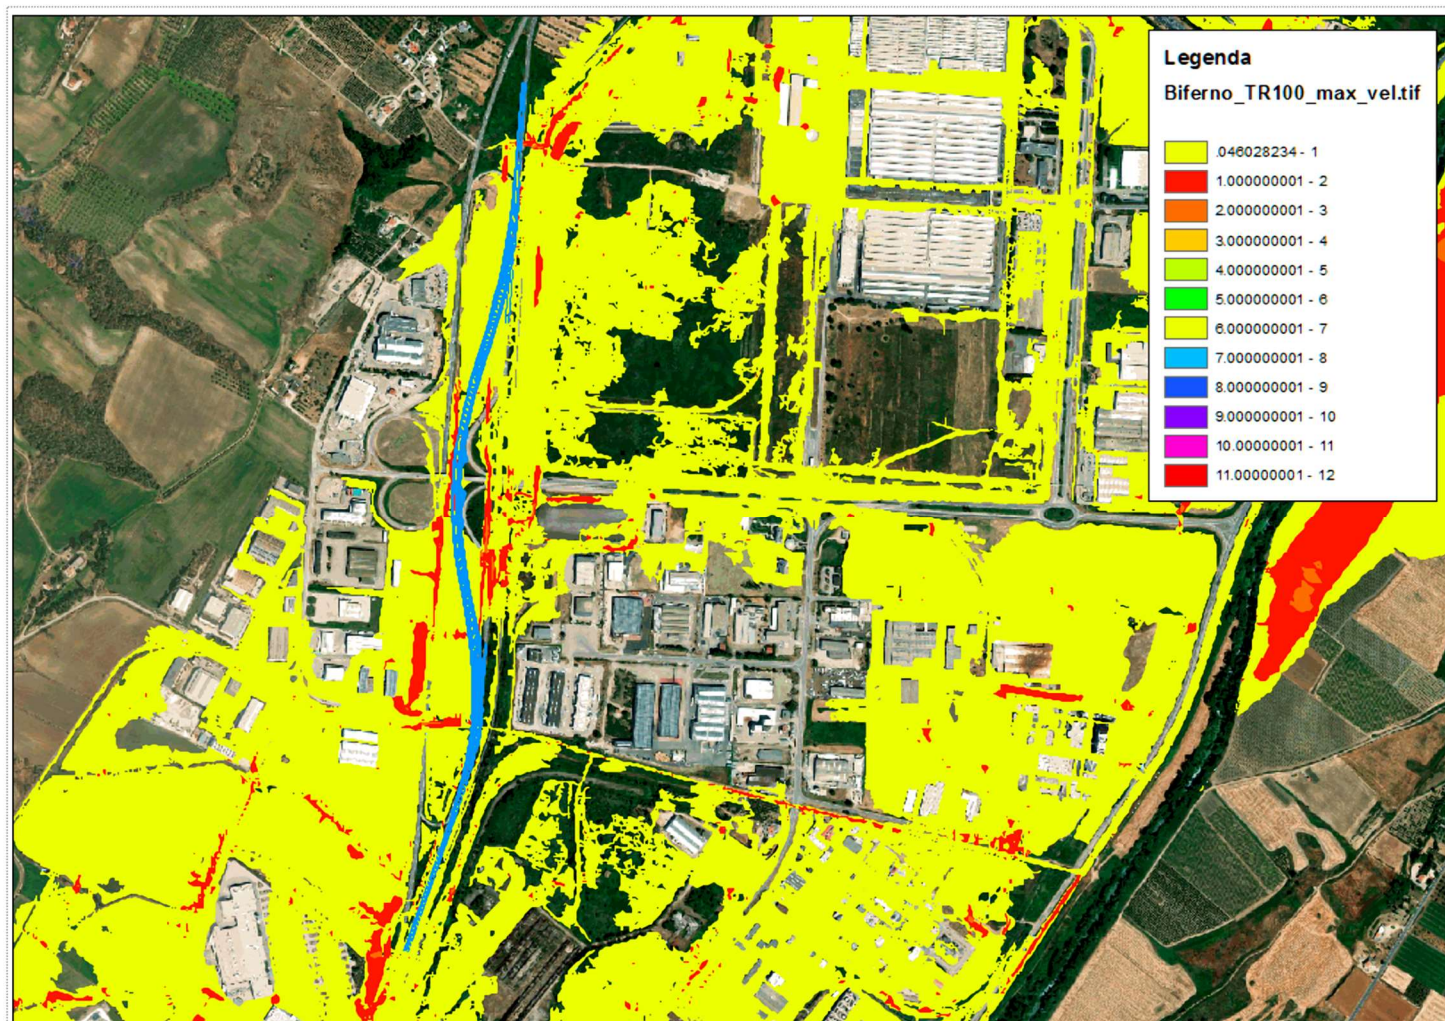 Legenda
Biferno_TR100_max_vel.tif
.046028234 - 1
1.000000001 - 2
2.000000001 - 3
3.000000001 - 4
4.000000001 - 5
5.000000001 - 6
6.000000001 - 7
7.000000001 - 8
8.000000001 - 9
9.000000001 - 10
10.00000001 - 11
11.00000001 - 12